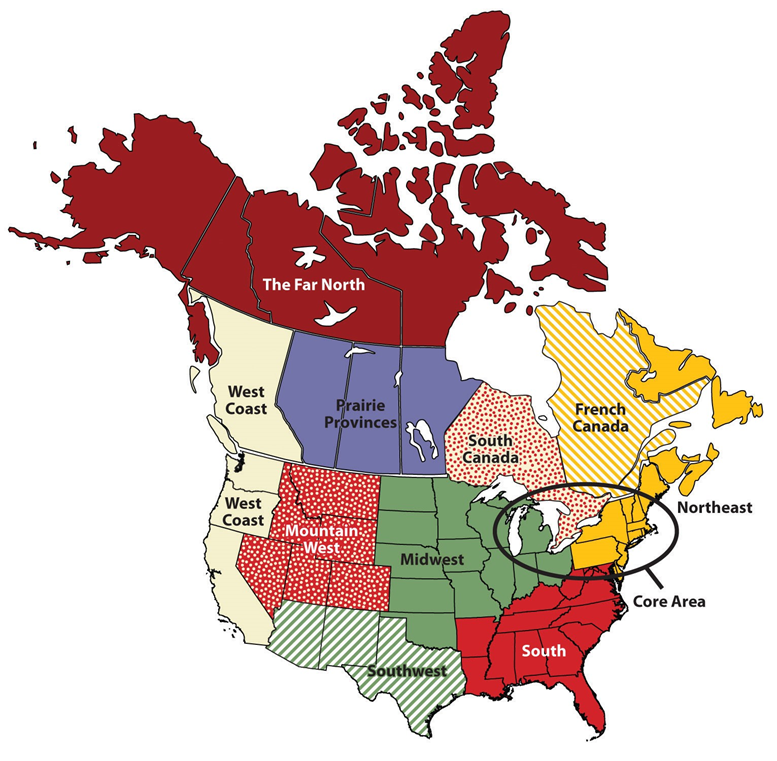 The Far North
West
Coast
Prairie
Provinces
French
Canada
South
Canada
West
Coast
Northeast
Mountain
West
Midwest
Core Area
South
Southwest